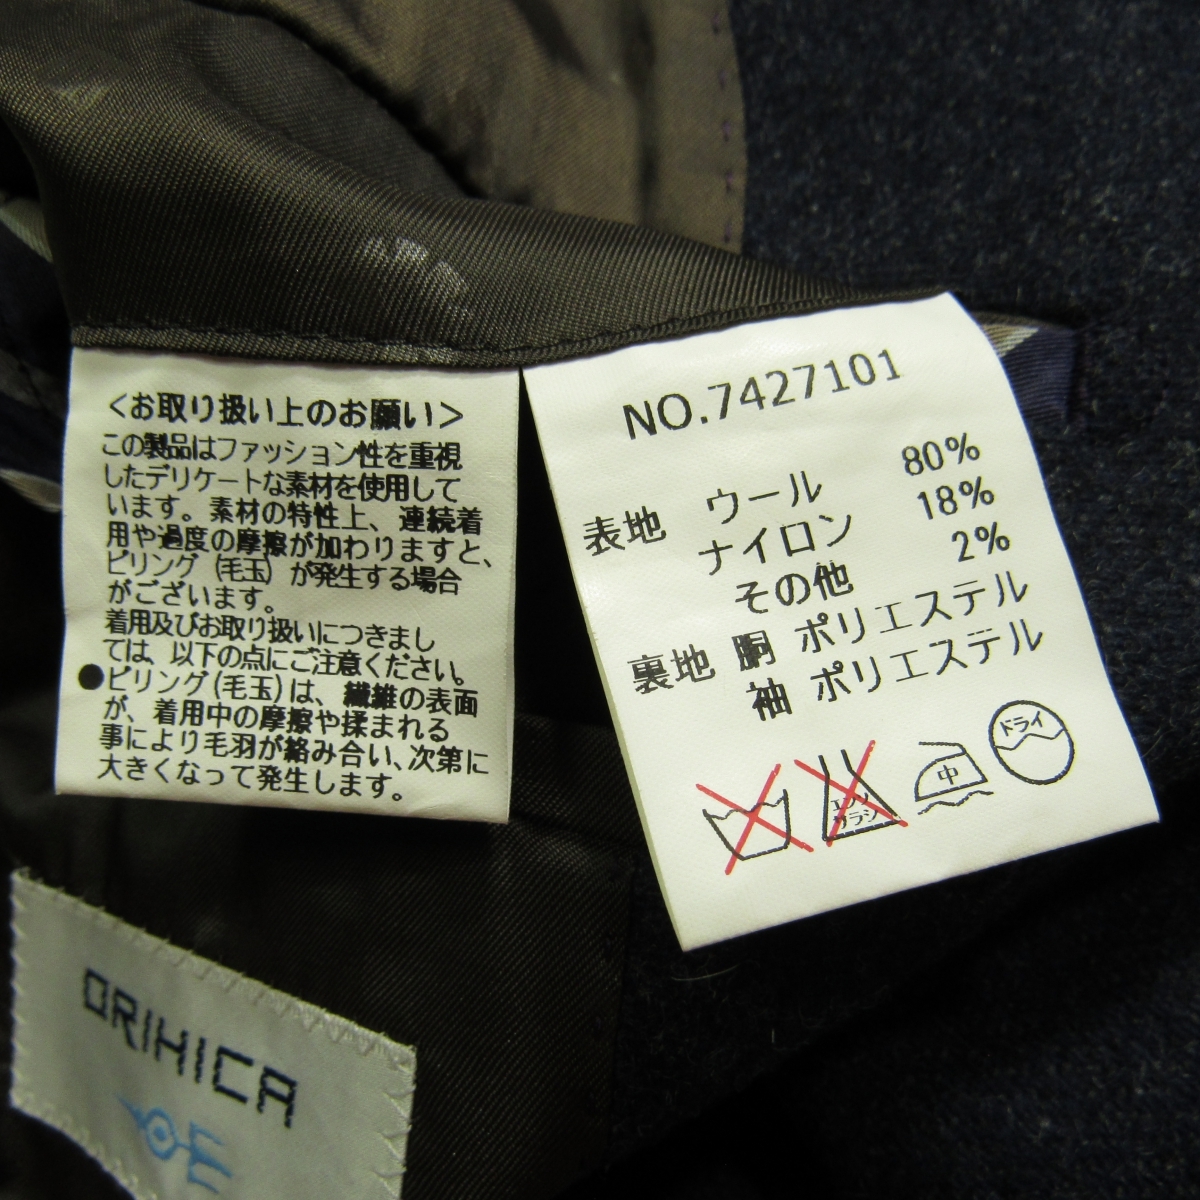 <お取り扱い上のお願い>
この製品はファッション性を重視
したデリケートな素材を使用して
います。素材の特性上、連続着
用や過度の摩擦が加わりますと、
ピリング(毛玉)が発生する場合
がございます。
着用及びお取り扱いにつきまし
ては、以下の点にご注意ください。
●ピリング(毛玉)は、繊維の表面
が、着用中の摩擦や揉まれる
事により毛羽が絡み合い、次第に
大きくなって発生します。
NO.7427101
表地 ウール 80%
ナイロン 18%
その他 2%
裏地 胴 ポリエステル
袖 ポリエステル
エンソ
サラシ
中
ドライ
ORIHICA